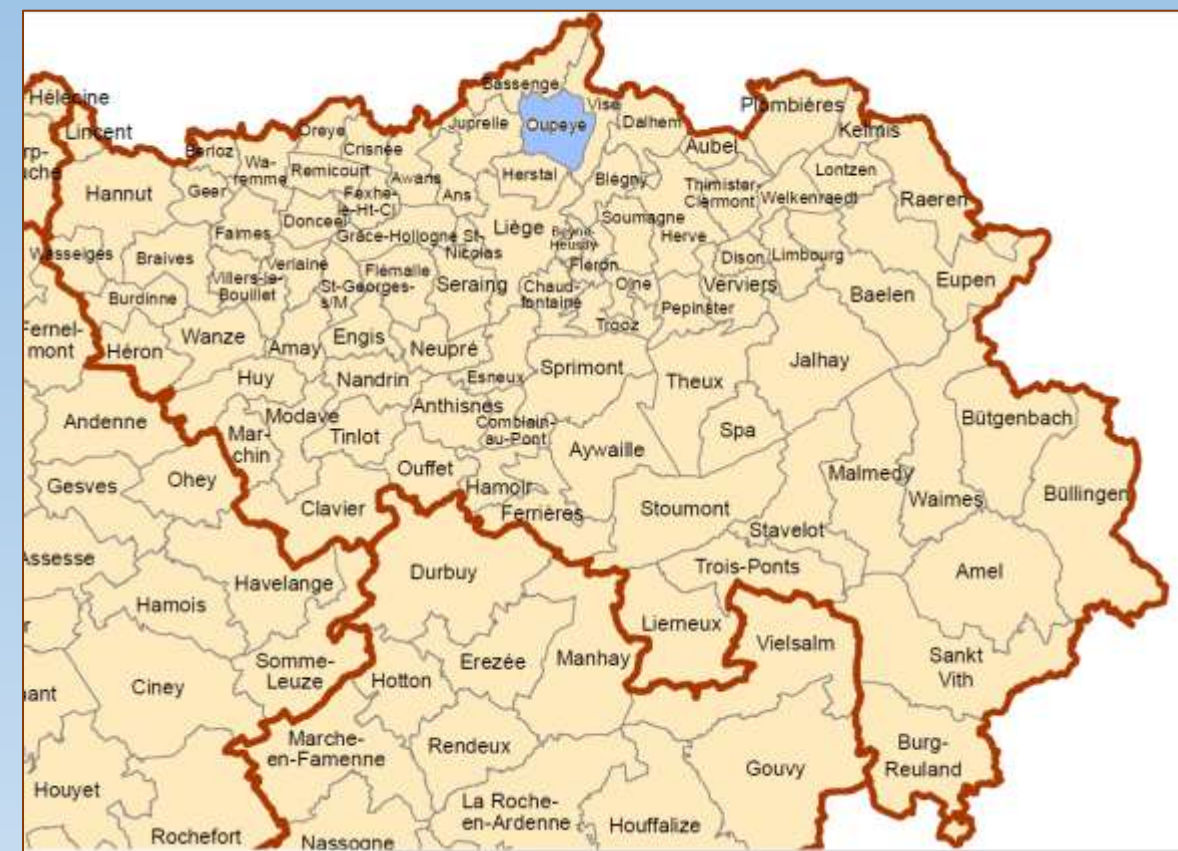 Bassenge
Hélécine
Lincent
Visé
Plombières
Juprelle
Oupeye
Dalhem
Oreye
Kelmis
Crisnée
Aubel
Berloz
Wa-
remme
Remicourt
Awans
Ans
Herstal
Blégny
Thimister-
Clermont
Lontzen
Hannut
Geer
Fexhe-
le-Ht-Cl
Welkenraedt
Raeren
Donceel
Soumagne
Faimes
Grâce-Hollogne
St-
Nicolas
Liège
Beyne-
Heusay
Herve
Wasseiges
Braives
Verlaine
Flémalle
Fléron
Dison
Limbourg
Eupen
Villers-le-
Bouillet
St-Georges-
s/M
Seraing
Chaud-
fontaine
Olne
Verviers
Baelen
Burdinne
Pepinster
Trooz
Fernel-
mont
Héron
Wanze
Amay
Engis
Neupré
Jalhay
Sprimont
Theux
Huy
Nandrin
Esneux
Anthisnes
Andenne
Modave
Mar-
chin
Tinlot
Comblain-
au-Pont
Spa
Bütgenbach
Aywaille
Gesves
Ohey
Ouffet
Malmedy
Hamoir
Waimes
Büllingen
Clavier
Ferrières
Stoumont
Stavelot
Assesse
Durbuy
Trois-Ponts
Amel
Havelange
Hamois
Lierneux
Vielsalm
Somme-
Leuze
Erezée
Manhay
Sankt
Vith
Ciney
Hotton
Marche-
en-Famenne
Rendeux
Burg-
Reuland
Gouvy
Houyet
La Roche-
en-Ardenne
Houffalize
Rochefort
Nassogne